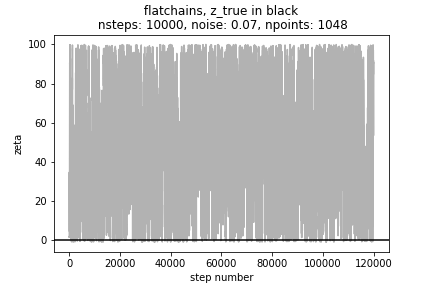 flatchains, z_true in black
nsteps: 10000, noise: 0.07, npoints: 1048
100
80
60
40
20
0
zeta
0 20000 40000 60000 80000 100000 120000
step number